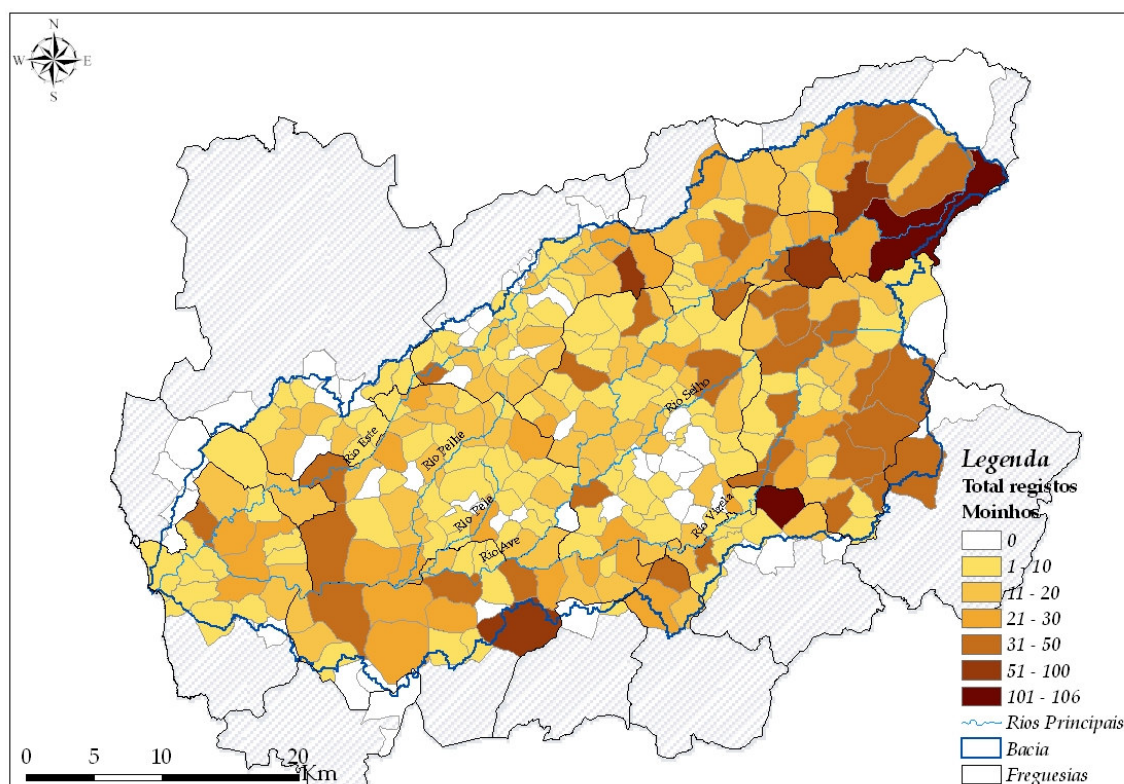 N
W E
S
Rio Selho
Rio Este
Rio Pelhe
Rio Pele
Rio Vizela
Rio Ave
Legenda
Total registos
Moinhos
0
1 - 10
11 - 20
21 - 30
31 - 50
51 - 100
101 - 106
Rios Principais
Bacia
Freguesias
0 5 10 20
Km